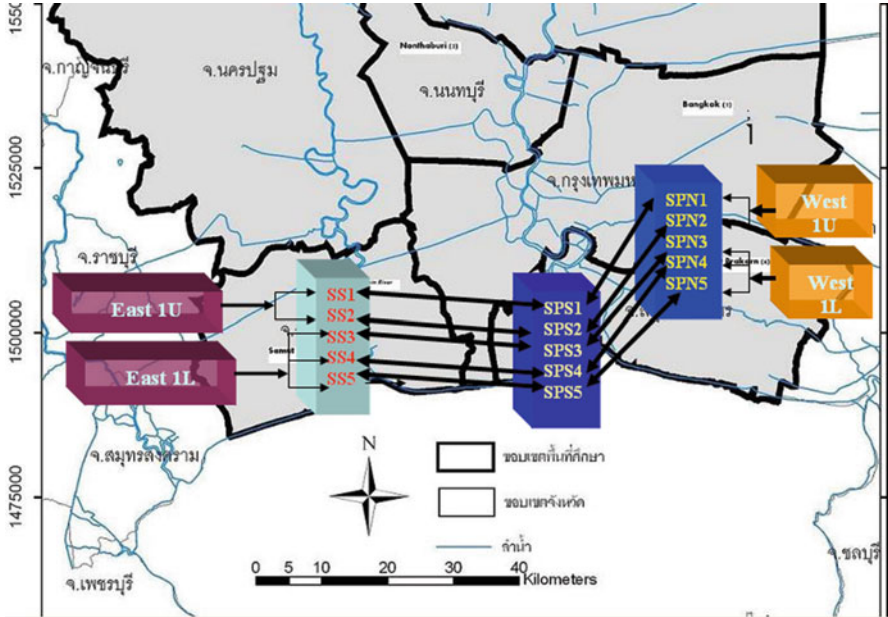 1550
1525000
1500000
1475000
จ.กาญจนบุรี
จ.นครปฐม
Nonthaburi (2)
จ.นนทบุรี
Bangkok (1)
จ.กรุงเทพมห
จ.ราชบุรี
East 1U
East 1L
SS1
SS2
SS3
SS4
SS5
Samut
SPS1
SPS2
SPS3
SPS4
SPS5
SPN1
SPN2
SPN3
SPN4
SPN5
West
1U
West
1L
จ.สมุทรสงคราม
จ.เพชรบุรี
จ.ชลบุรี
N
ขอบเขตพื้นที่ศึกษา
ขอบเขตจังหวัด
ลำน้ำ
0 5 10 20 30 40
Kilometers